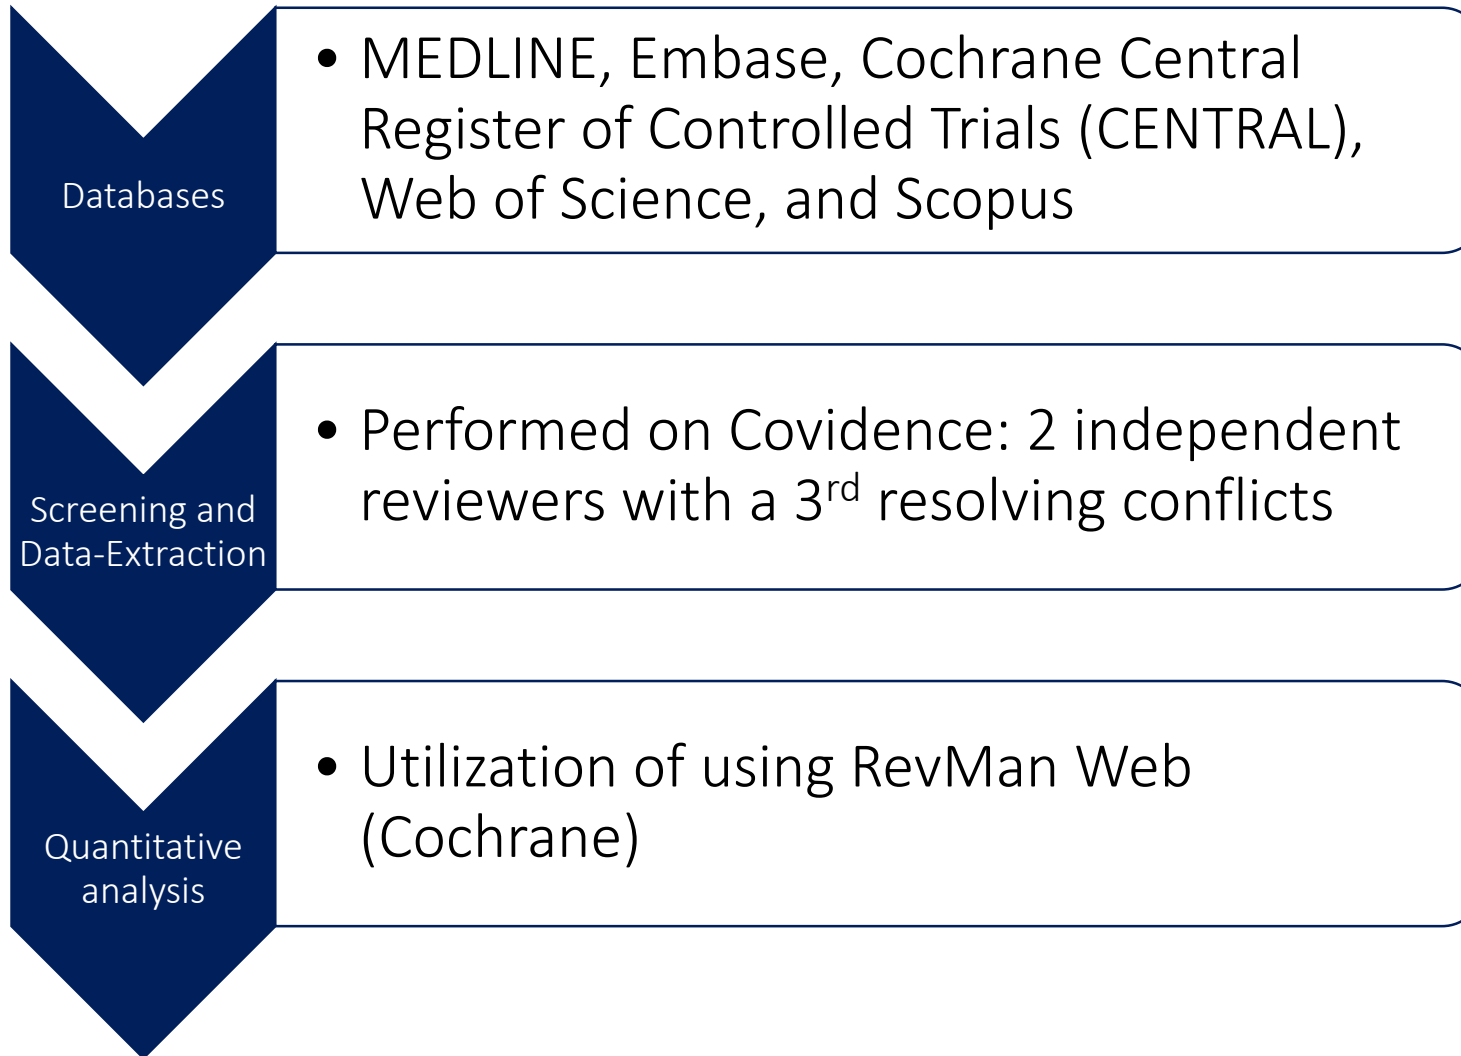 Databases
• MEDLINE, Embase, Cochrane Central
Register of Controlled Trials (CENTRAL),
Web of Science, and Scopus
Screening and
Data-Extraction
• Performed on Covidence: 2 independent
reviewers with a 3rd resolving conflicts
Quantitative
analysis
• Utilization of using RevMan Web
(Cochrane)